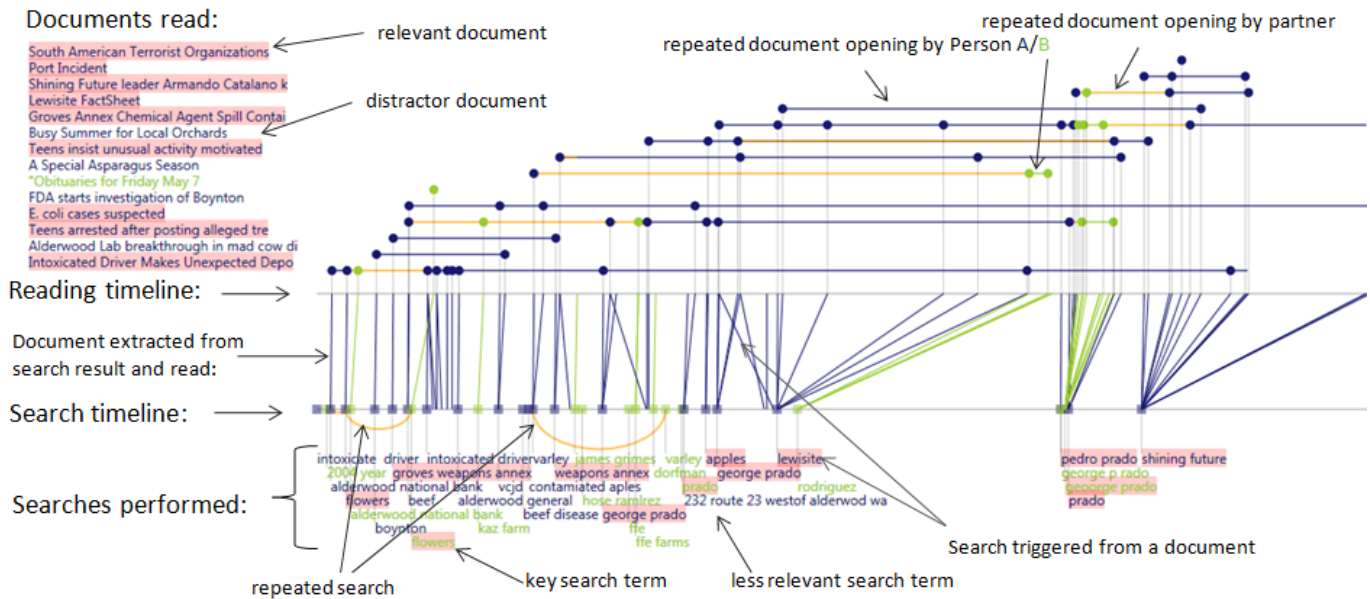 Documents read:
South American Terrorist Organizations
Port Incident
Shining Future leader Armando Catalano k
Lewisite FactSheet
Groves Annex Chemical Agent Spill Contai
Busy Summer for Local Orchards
Teens insist unusual activity motivated
A Special Asparagus Season
"Obituaries for Friday May 7
FDA starts investigation of Boynton
E. coli cases suspected
Teens arrested after posting alleged tre
Alderwood Lab breakthrough in mad cow di
Intoxicated Driver Makes Unexpected Depo
relevant document
distractor document
repeated document opening by Person A/B
repeated document opening by partner
Reading timeline:
Document extracted from
search result and read:
Search timeline:
Searches performed:
intoxicate driver intoxicated driver varley james grimes varley apples lewisite pedro prado shining future
2004 year groves weapons annex weapons annex dorfman george prado george p rado
alderwood national bank vcjd contamiated aples prado rodriguez geoorge prado
flowers beef alderwood general hose ramirez 232 route 23 westof alderwod wa prado
alderwood national bank beef disease george prado
boynton kaz farm ffe
flowers ffe farms
repeated search
key search term
less relevant search term
Search triggered from a document